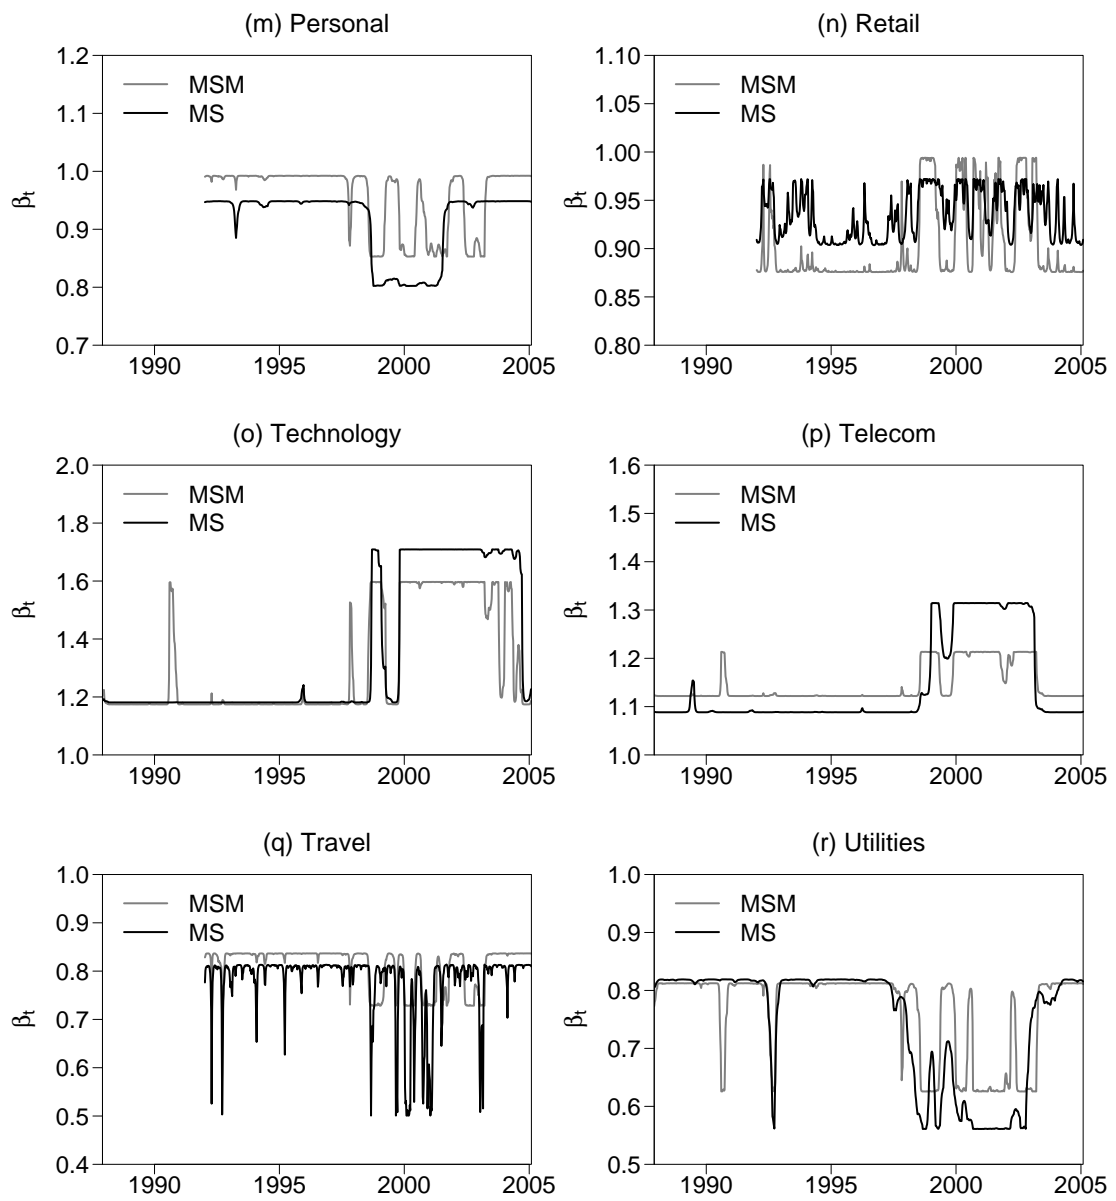 (m) Personal
(n) Retail
1.2
1.1
1.0
0.9
0.8
0.7
βt
MSM
MS
1990 1995 2000 2005
1.10
1.05
1.00
0.95
0.90
0.85
0.80
βt
MSM
MS
1990 1995 2000 2005
(o) Technology
(p) Telecom
2.0
1.8
1.6
1.4
1.2
1.0
βt
MSM
MS
1990 1995 2000 2005
1.6
1.5
1.4
1.3
1.2
1.1
1.0
βt
MSM
MS
1990 1995 2000 2005
(q) Travel
(r) Utilities
1.0
0.9
0.8
0.7
0.6
0.5
0.4
βt
MSM
MS
1990 1995 2000 2005
1.0
0.9
0.8
0.7
0.6
0.5
βt
MSM
MS
1990 1995 2000 2005